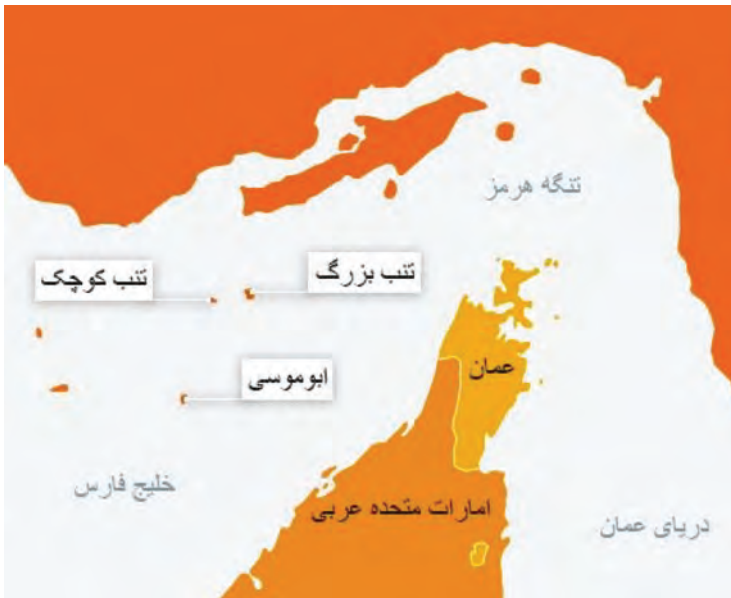 تنگه هرمز
تنب بزرگ
تنب کوچک
عمان
ابوموسی
خلیج فارس
امارات متحده عربی
دریای عمان